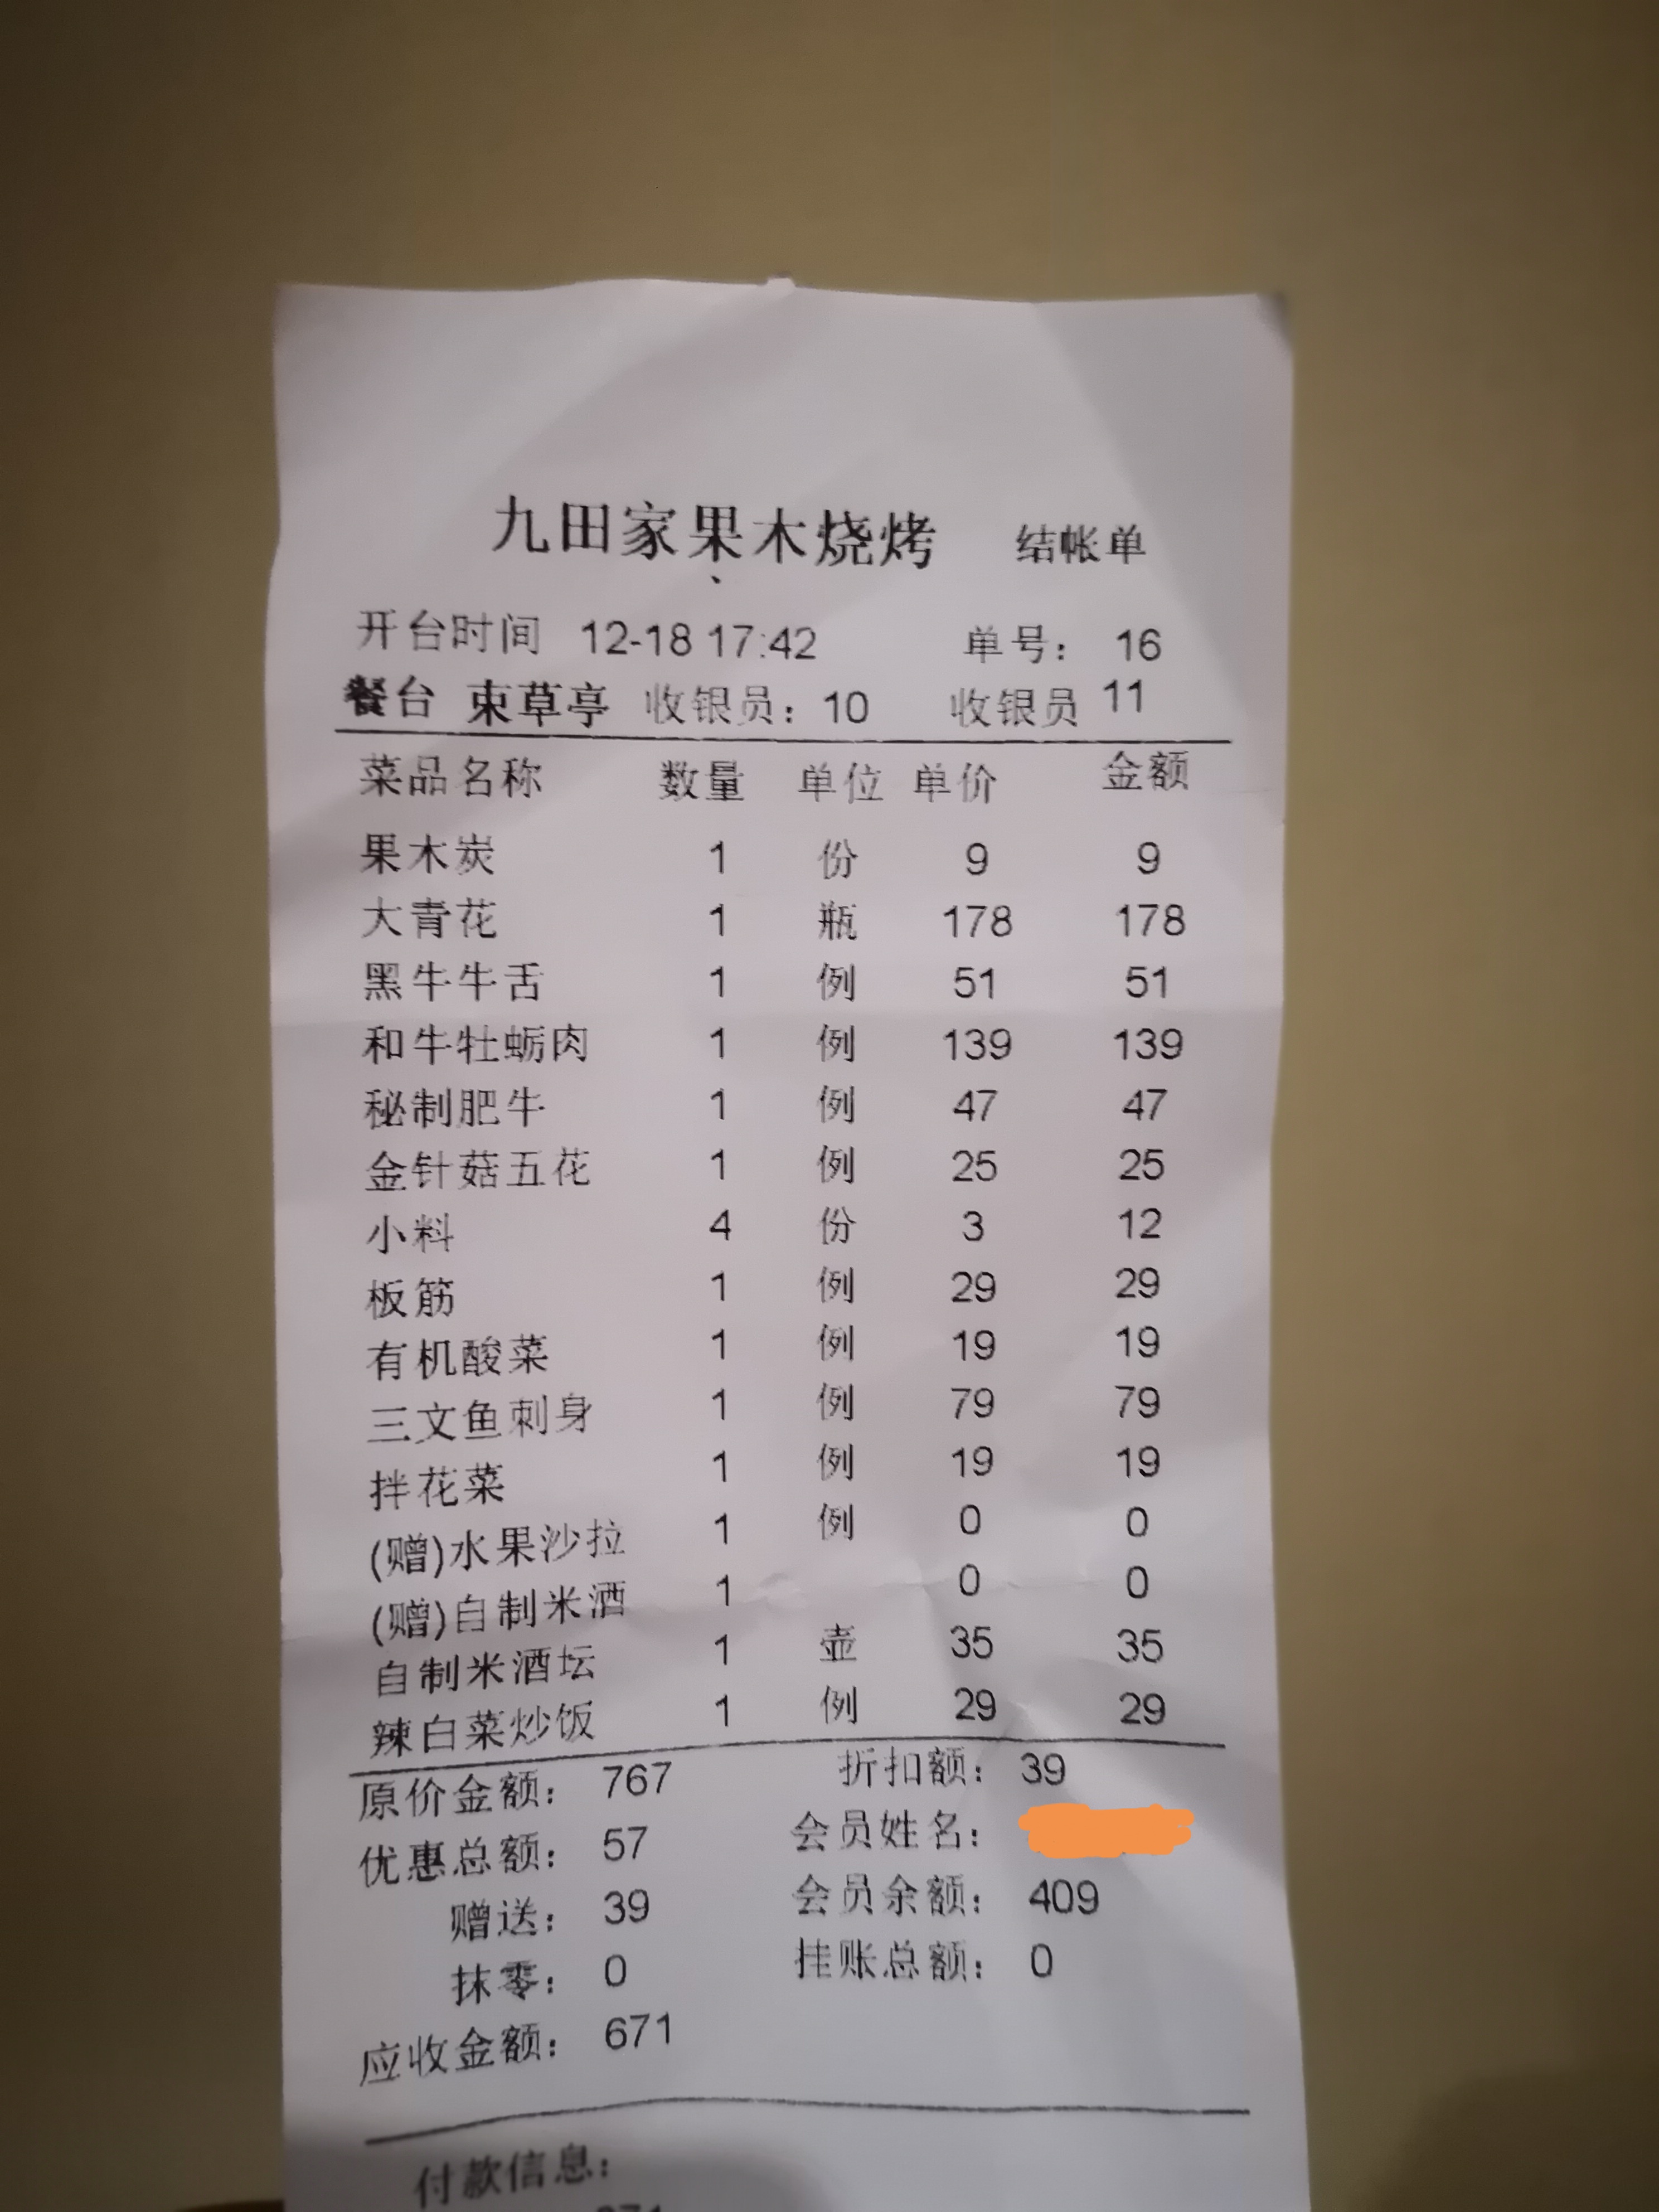 九田家果木烧烤 结帐单
开台时间 12-18 17:42 单号: 16
餐台 束草亭 收银员: 10 收银员 11
菜品名称 数量 单位 单价 金额
果木炭 1 份 9 9
大青花 1 瓶 178 178
黑牛牛舌 1 例 51 51
和牛牡蛎肉 1 例 139 139
秘制肥牛 1 例 47 47
金针菇五花 1 例 25 25
小料 4 份 3 12
板筋 1 例 29 29
有机酸菜 1 例 19 19
三文鱼刺身 1 例 79 79
拌花菜 1 例 19 19
(赠)水果沙拉 1 例 0 0
(赠)自制米酒 1 0 0
自制米酒坛 1 壶 35 35
辣白菜炒饭 1 例 29 29
原价金额: 767 折扣额: 39
优惠总额: 57 会员姓名:
赠送: 39 会员余额: 409
抹零: 0 挂账总额: 0
应收金额: 671
付款信息: